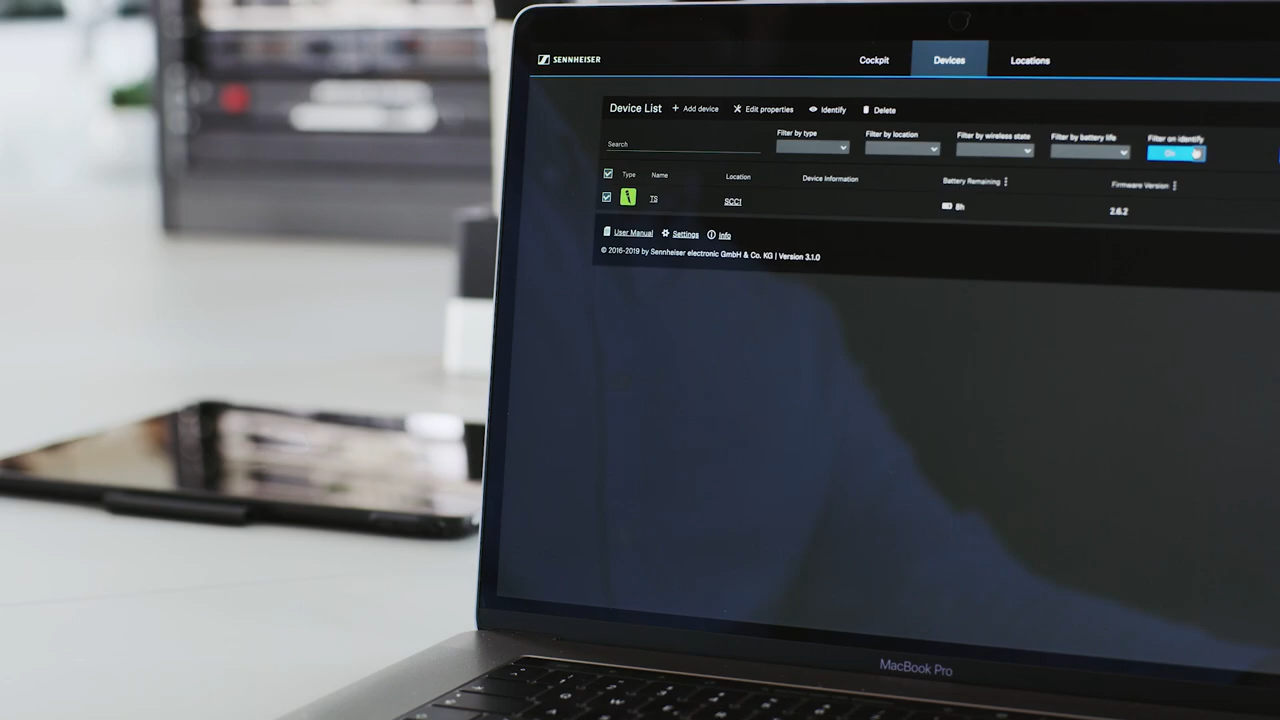 SENNHEISER
Cockpit Devices Locations
Device List + Add device Edit properties Identify Delete
Filter by type Filter by location Filter by wireless state Filter by battery life Filter on identify
Search
On
Type Name Location Device Information Battery Remaining Firmware Version
TS SCC1 8h 2.6.2
User Manual Settings Info
© 2016-2019 by Sennheiser electronic GmbH & Co. KG | Version 3.1.0
MacBook Pro